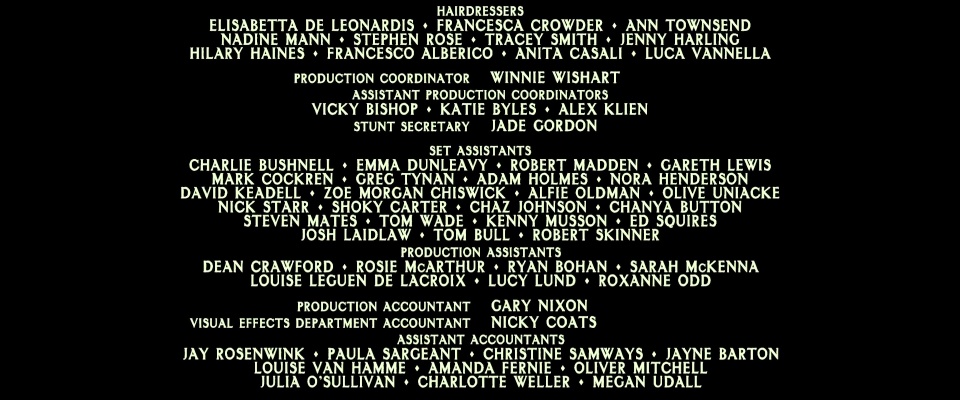 HAIRDRESSERS
ELISABETTA DE LEONARDIS • FRANCESCA CROWDER • ANN TOWNSEND
NADINE MANN • STEPHEN ROSE • TRACEY SMITH • JENNY HARLING
HILARY HAINES • FRANCESCO ALBERICO • ANITA CASALI • LUCA VANNELLA
PRODUCTION COORDINATOR WINNIE WISHART
ASSISTANT PRODUCTION COORDINATORS
VICKY BISHOP • KATIE BYLES • ALEX KLIEN
STUNT SECRETARY JADE GORDON
SET ASSISTANTS
CHARLIE BUSHNELL • EMMA DUNLEAVY • ROBERT MADDEN • GARETH LEWIS
MARK COCKREN • GREG TYNAN • ADAM HOLMES • NORA HENDERSON
DAVID KEADELL • ZOE MORGAN CHISWICK • ALFIE OLDMAN • OLIVE UNIACKE
NICK STARR • SHOKY CARTER • CHAZ JOHNSON • CHANYA BUTTON
STEVEN MATES • TOM WADE • KENNY MUSSON • ED SQUIRES
JOSH LAIDLAW • TOM BULL • ROBERT SKINNER
PRODUCTION ASSISTANTS
DEAN CRAWFORD • ROSIE McARTHUR • RYAN BOHAN • SARAH McKENNA
LOUISE LEGUEN DE LACROIX • LUCY LUND • ROXANNE ODD
PRODUCTION ACCOUNTANT GARY NIXON
VISUAL EFFECTS DEPARTMENT ACCOUNTANT NICKY COATS
ASSISTANT ACCOUNTANTS
JAY ROSENWINK • PAULA SARGEANT • CHRISTINE SAMWAYS • JAYNE BARTON
LOUISE VAN HAMME • AMANDA FERNIE • OLIVER MITCHELL
JULIA O'SULLIVAN • CHARLOTTE WELLER • MEGAN UDALL